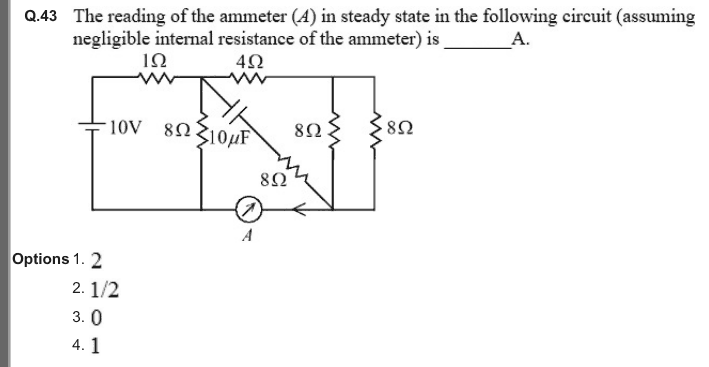 Q.43 The reading of the ammeter (A) in steady state in the following circuit (assuming
negligible internal resistance of the ammeter) is ______A.
1Ω 4Ω
10V 8Ω 10μF 8Ω 8Ω
8Ω
A
Options 1. 2
2. 1/2
3. 0
4. 1